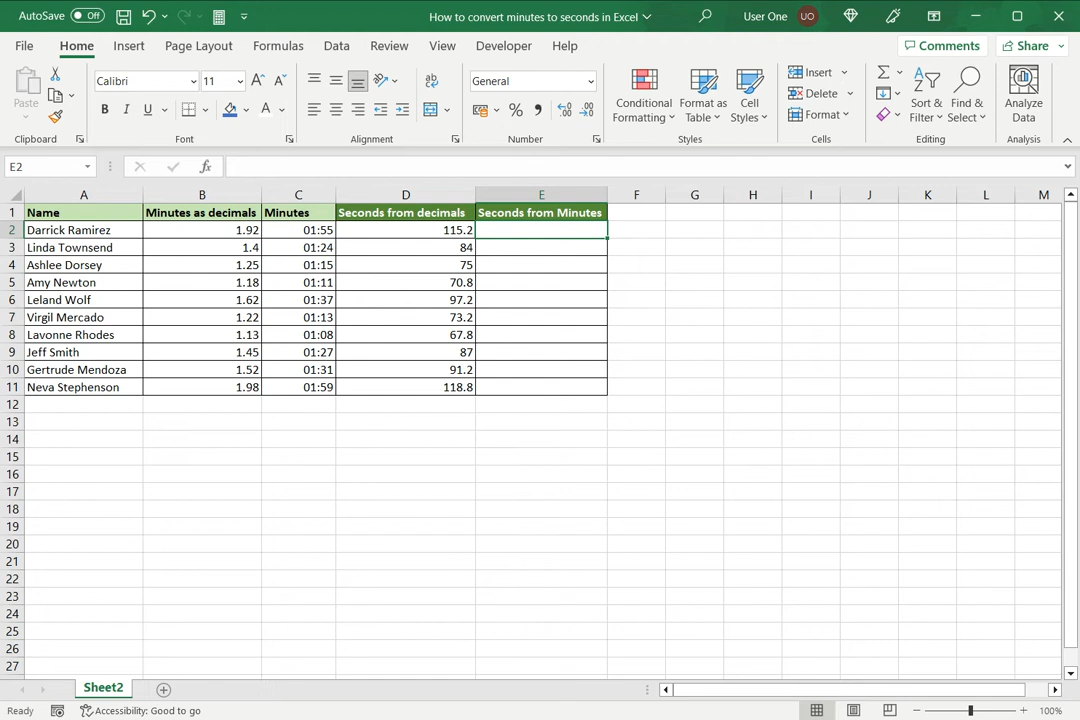 AutoSave Off How to convert minutes to seconds in Excel User One UO
File Home Insert Page Layout Formulas Data Review View Developer Help Comments Share
Paste Calibri 11 A^ A˅ ab General Conditional Formatting Format as Table Cell Styles Insert Delete Format Sort & Filter Find & Select Analyze Data
B I U A % ,
Clipboard Font Alignment Number Styles Cells Editing Analysis
E2 fx
A B C D E F G H I J K L M
1 Name Minutes as decimals Minutes Seconds from decimals Seconds from Minutes
2 Darrick Ramirez 1.92 01:55 115.2
3 Linda Townsend 1.4 01:24 84
4 Ashlee Dorsey 1.25 01:15 75
5 Amy Newton 1.18 01:11 70.8
6 Leland Wolf 1.62 01:37 97.2
7 Virgil Mercado 1.22 01:13 73.2
8 Lavonne Rhodes 1.13 01:08 67.8
9 Jeff Smith 1.45 01:27 87
10 Gertrude Mendoza 1.52 01:31 91.2
11 Neva Stephenson 1.98 01:59 118.8
12
13
14
15
16
17
18
19
20
21
22
23
24
25
26
27
Sheet2
Ready Accessibility: Good to go 100%